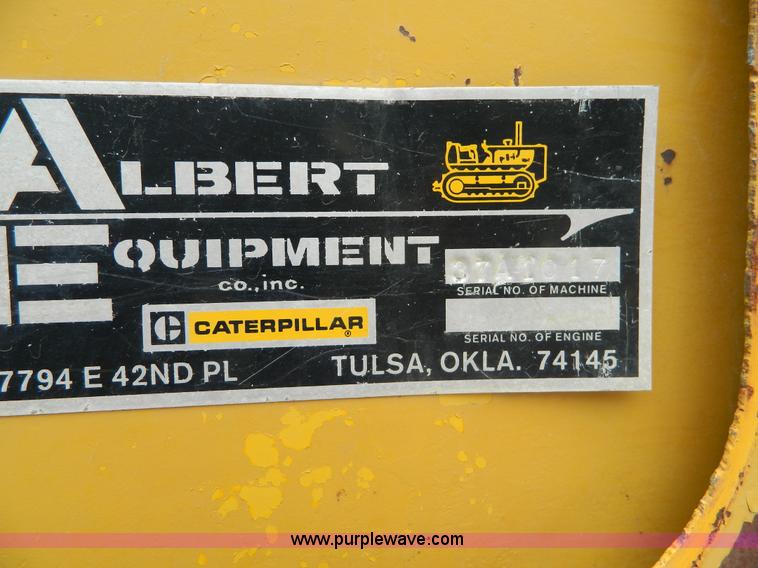 ALBERT
EQUIPMENT
CO., INC.
SERIAL NO. OF MACHINE
C CATERPILLAR ®
SERIAL NO. OF ENGINE
7794 E 42ND PL TULSA, OKLA. 74145
www.purplewave.com